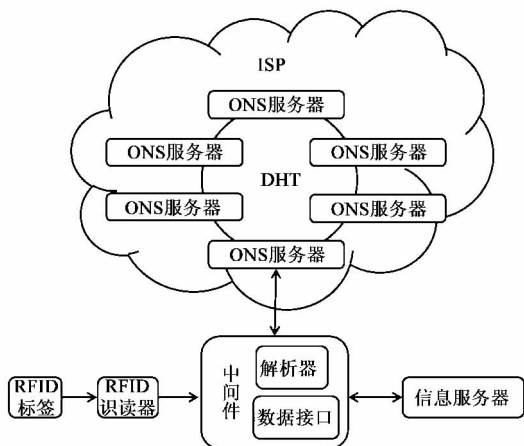 ISP
ONS服务器
ONS服务器
ONS服务器
DHT
ONS服务器
ONS服务器
ONS服务器
中间件
解析器
数据接口
RFID
标签
RFID
识读器
信息服务器